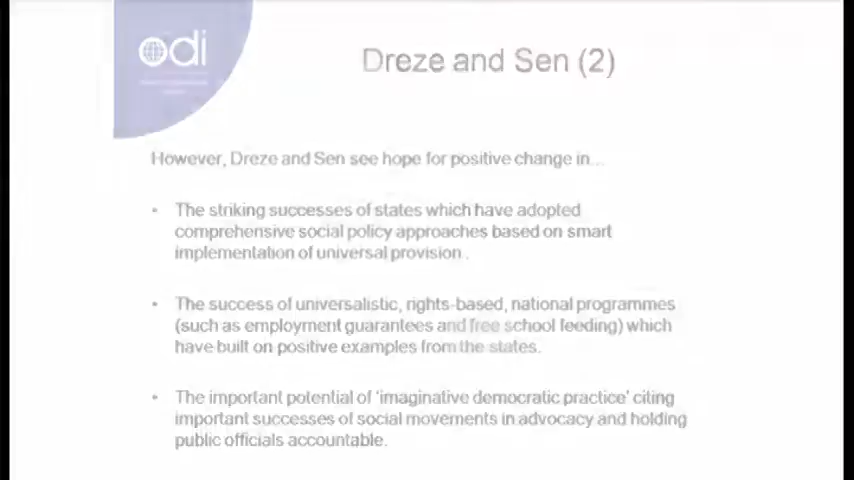 odi
Dreze and Sen (2)
However, Dreze and Sen see hope for positive change in...
• The striking successes of states which have adopted
comprehensive social policy approaches based on smart
implementation of universal provision .
• The success of universalistic, rights-based, national programmes
(such as employment guarantees and free school feeding) which
have built on positive examples from the states.
• The important potential of ‘imaginative democratic practice’ citing
important successes of social movements in advocacy and holding
public officials accountable.